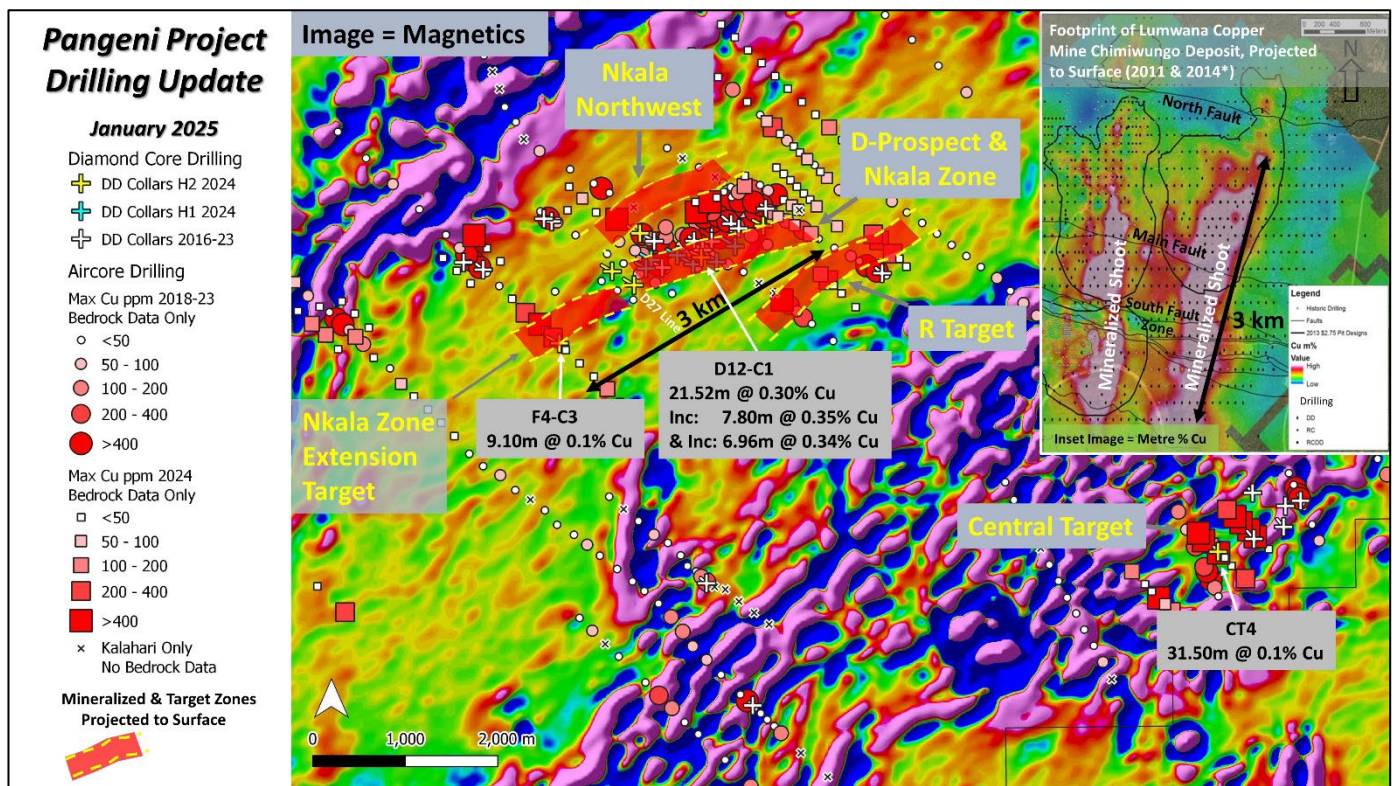 Pangeni Project
Drilling Update
January 2025
Diamond Core Drilling
DD Collars H2 2024
DD Collars H1 2024
DD Collars 2016-23
Aircore Drilling
Max Cu ppm 2018-23
Bedrock Data Only
<50
50 - 100
100 - 200
200 - 400
>400
Max Cu ppm 2024
Bedrock Data Only
<50
50 - 100
100 - 200
200 - 400
>400
Kalahari Only
No Bedrock Data
Mineralized & Target Zones
Projected to Surface
Image = Magnetics
Nkala
Northwest
D-Prospect &
Nkala Zone
D27 Line
3 km
R Target
Nkala Zone
Extension
Target
F4-C3
9.10m @ 0.1% Cu
D12-C1
21.52m @ 0.30% Cu
Inc: 7.80m @ 0.35% Cu
& Inc: 6.96m @ 0.34% Cu
Central Target
CT4
31.50m @ 0.1% Cu
0 1,000 2,000 m
Footprint of Lumwana Copper
Mine Chimiwungo Deposit, Projected
to Surface (2011 & 2014*)
0 200 400 800
Meters
N
North Fault
Main Fault
South Fault
Zone
Mineralized Shoot
Mineralized Shoot
3 km
Legend
Historic Drilling
Faults
2013 $2.75 Pit Designs
Cu m%
Value
High
Low
Drilling
DD
RC
RCDD
Inset Image = Metre % Cu